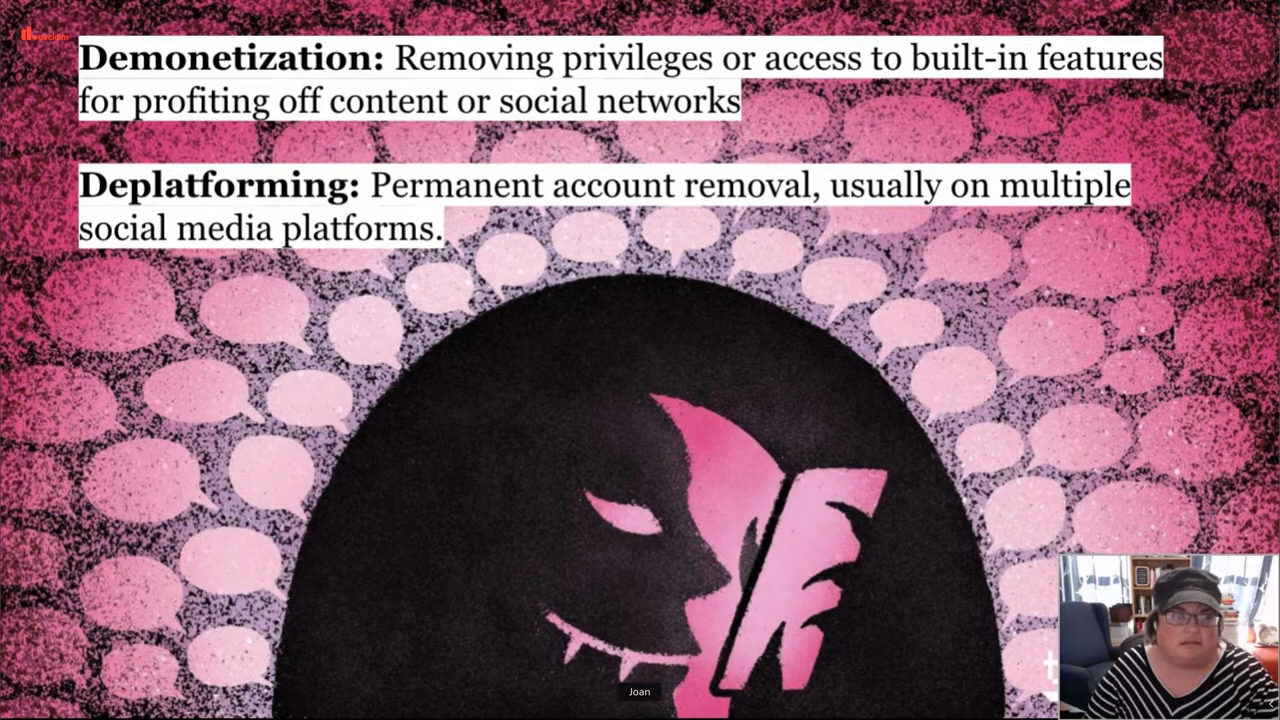 decidim
Demonetization: Removing privileges or access to built-in features
for profiting off content or social networks
Deplatforming: Permanent account removal, usually on multiple
social media platforms.
Joan